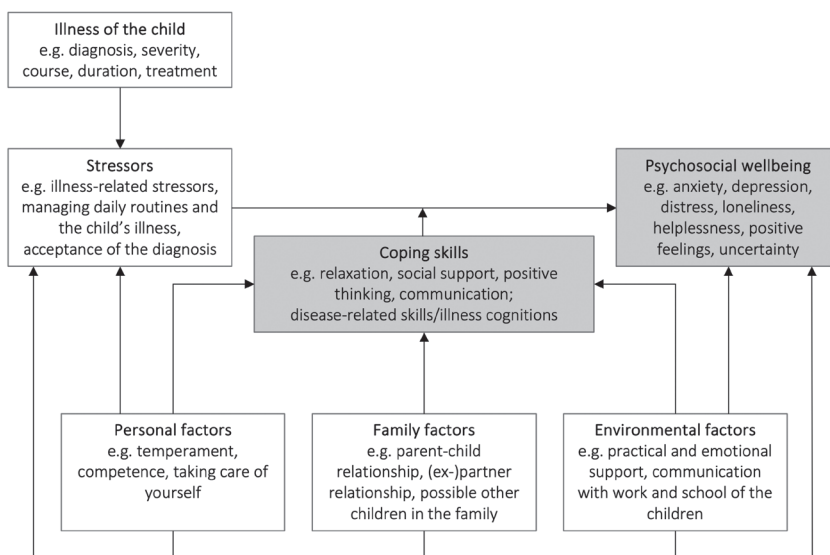 Illness of the child
e.g. diagnosis, severity,
course, duration, treatment
Stressors
e.g. illness-related stressors,
managing daily routines and
the child's illness,
acceptance of the diagnosis
Psychosocial wellbeing
e.g. anxiety, depression,
distress, loneliness,
helplessness, positive
feelings, uncertainty
Coping skills
e.g. relaxation, social support, positive
thinking, communication;
disease-related skills/illness cognitions
Personal factors
e.g. temperament,
competence, taking care of
yourself
Family factors
e.g. parent-child
relationship, (ex-)partner
relationship, possible other
children in the family
Environmental factors
e.g. practical and emotional
support, communication
with work and school of the
children